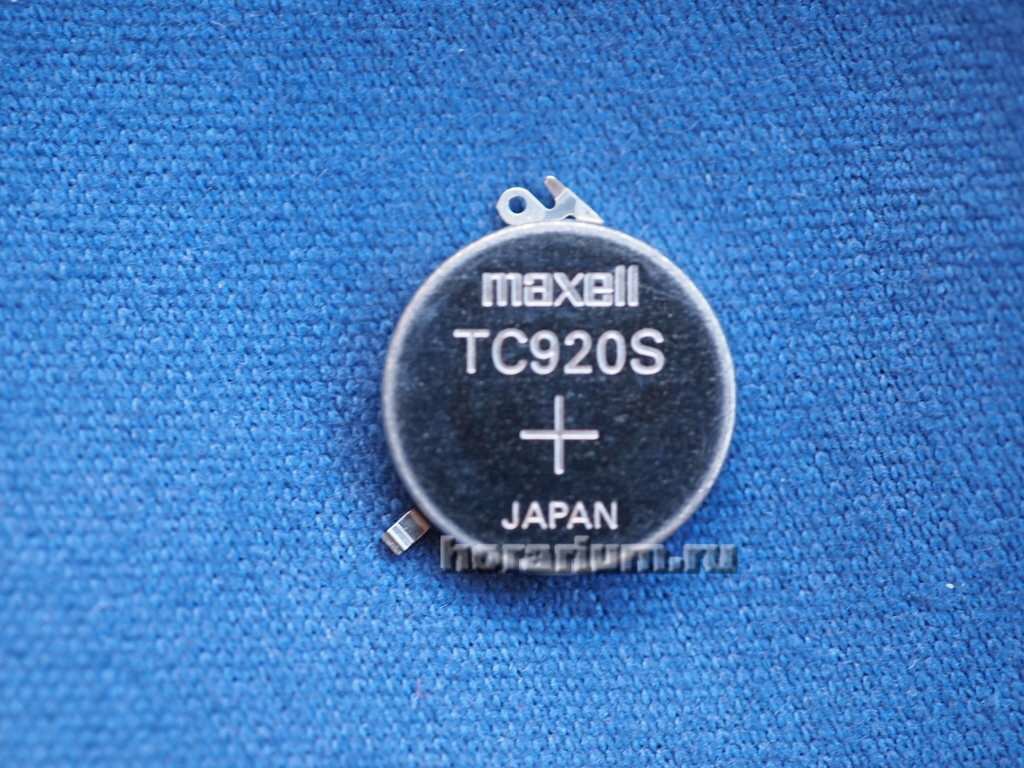 maxell
TC920S
+
JAPAN
horarium.ru